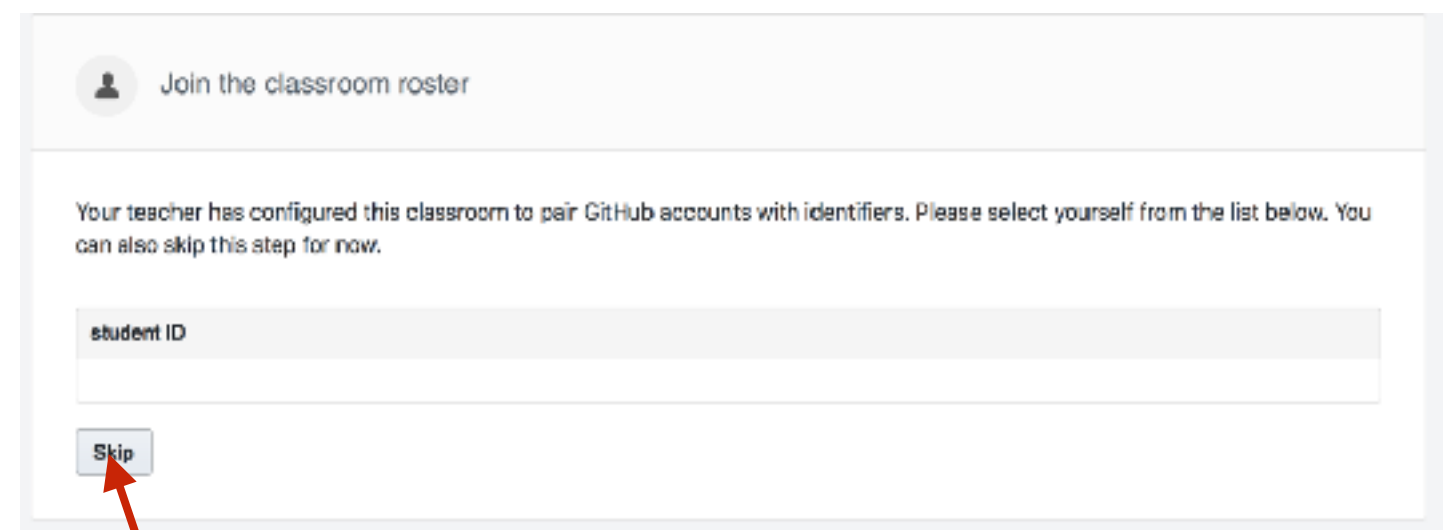 Join the classroom roster
Your teacher has configured this classroom to pair GitHub accounts with identifiers. Please select yourself from the list below. You
can also skip this step for now.
student ID
Skip